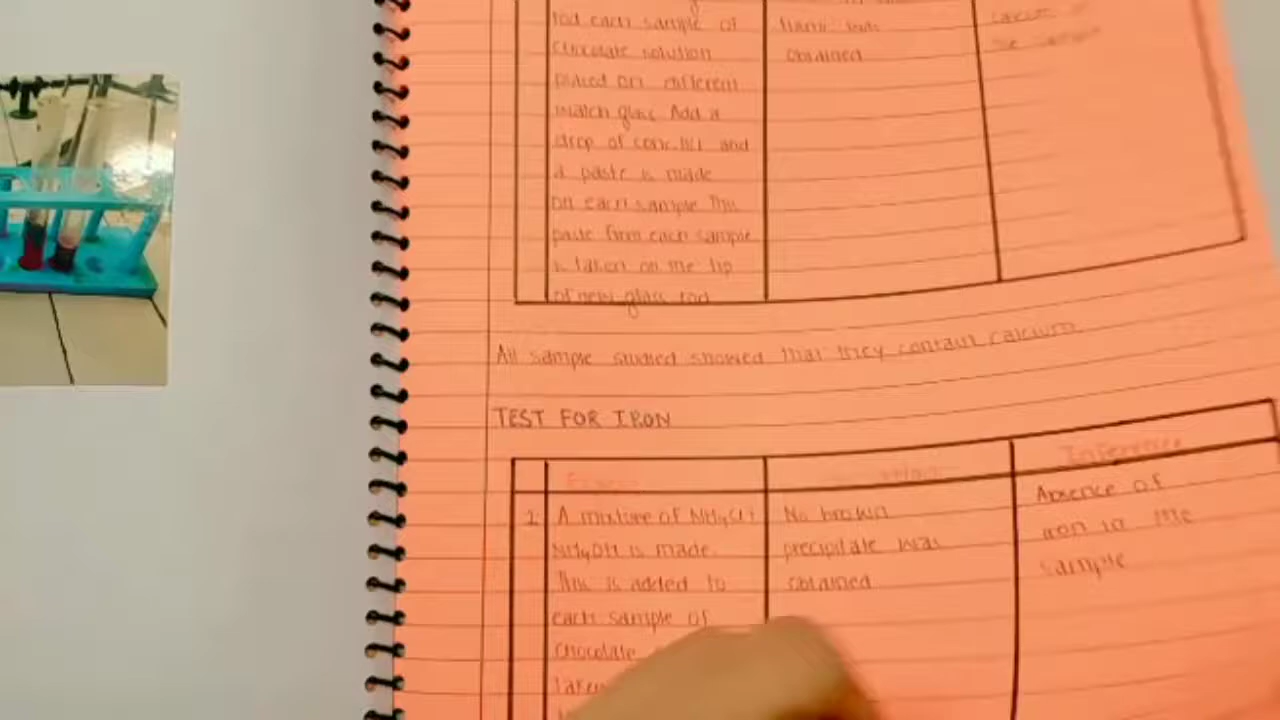 rod each sample of
chocolate solution
placed on different
watch glass Add a
drop of conc. HCl and
a paste is made
on each sample This
paste from each sample
is taken on the tip
of new glass rod
flame was
obtained
the sample
All sample studied showed that they contain calcium
TEST FOR IRON
Inference
1. A mixture of NH4Cl +
NH4OH is made.
This is added to
each sample of
chocolate
taken
No brown
precipitate was
obtained
Absence of
iron in the
sample